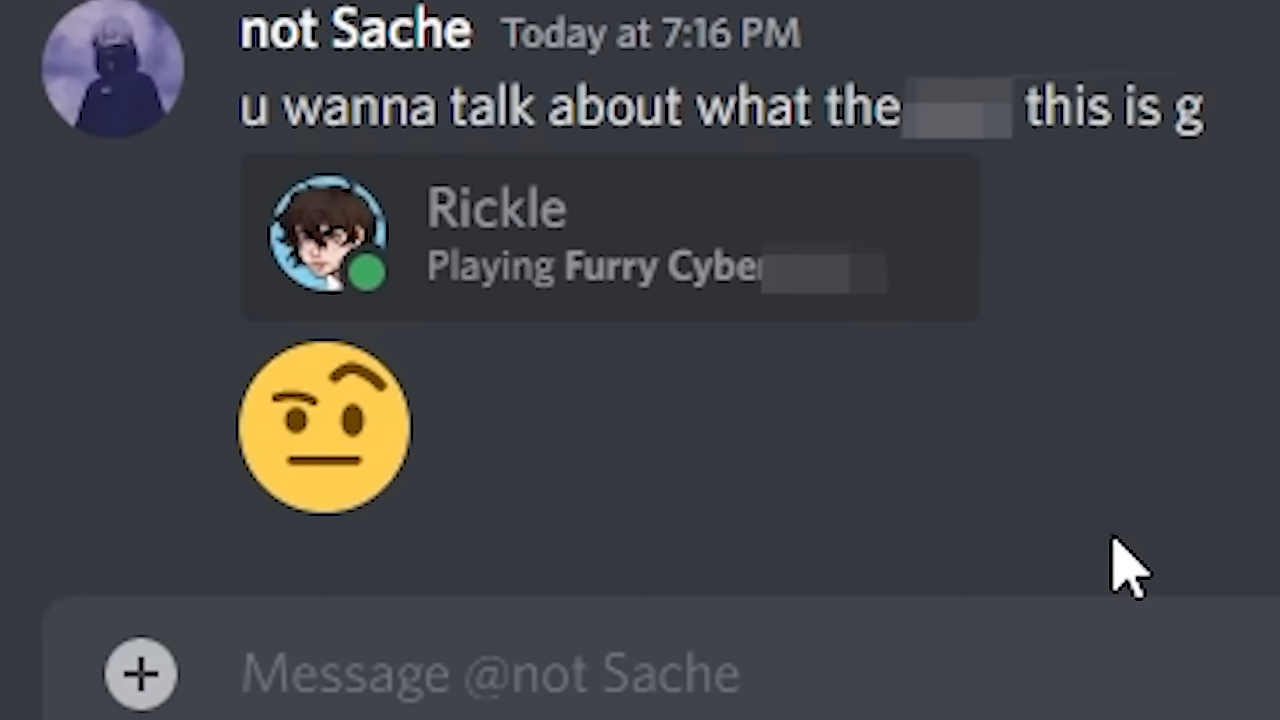 not Sache Today at 7:16 PM
u wanna talk about what the this is g
Rickle
Playing Furry Cyber
Message @not Sache